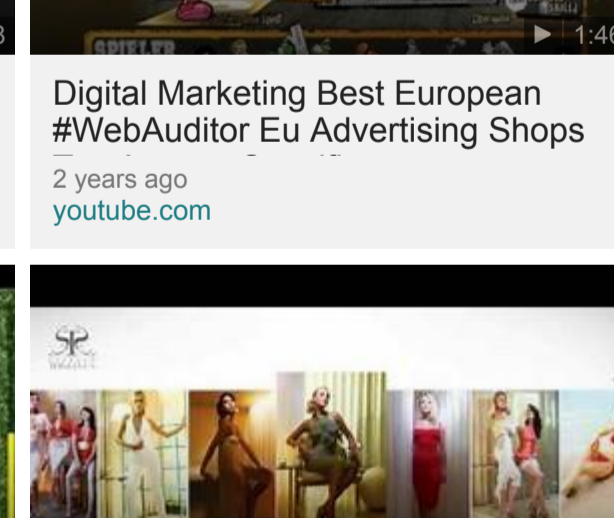 SPIELER
1:46
Digital Marketing Best European
#WebAuditor Eu Advertising Shops
2 years ago
youtube.com